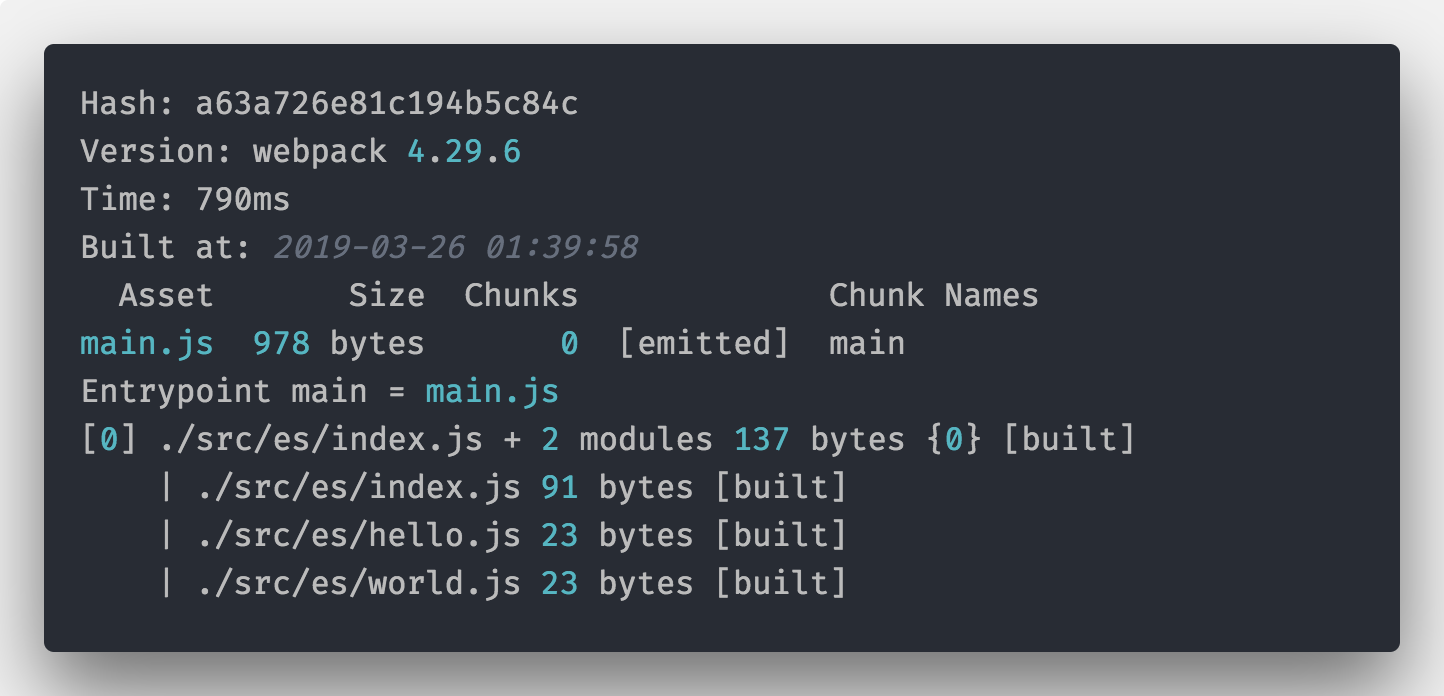 Hash: a63a726e81c194b5c84c
Version: webpack 4.29.6
Time: 790ms
Built at: 2019-03-26 01:39:58
  Asset       Size  Chunks             Chunk Names
main.js  978 bytes       0  [emitted]  main
Entrypoint main = main.js
[0] ./src/es/index.js + 2 modules 137 bytes {0} [built]
    | ./src/es/index.js 91 bytes [built]
    | ./src/es/hello.js 23 bytes [built]
    | ./src/es/world.js 23 bytes [built]